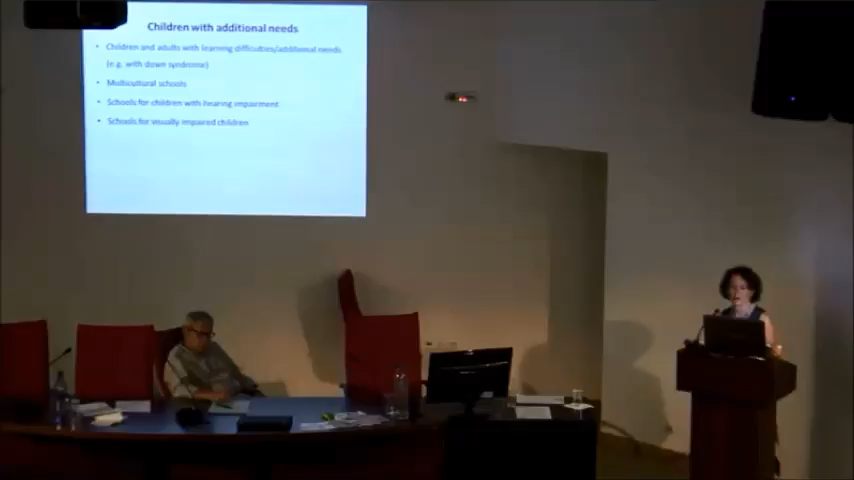 Children with additional needs
• Children and adults with learning difficulties/additional needs
(e.g. with down syndrome)
• Multicultural schools
• Schools for children with hearing impairment
• Schools for visually impaired children